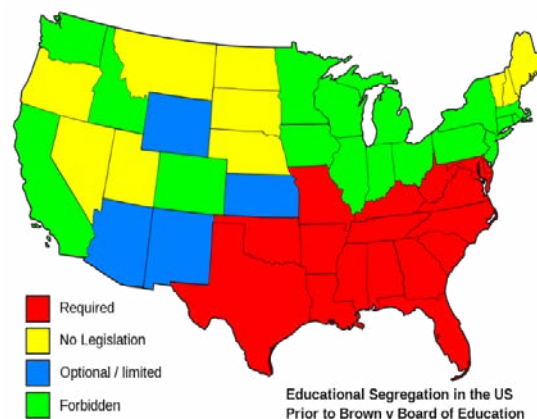 Required
No Legislation
Optional / limited
Forbidden
Educational Segregation in the US
Prior to Brown v Board of Education